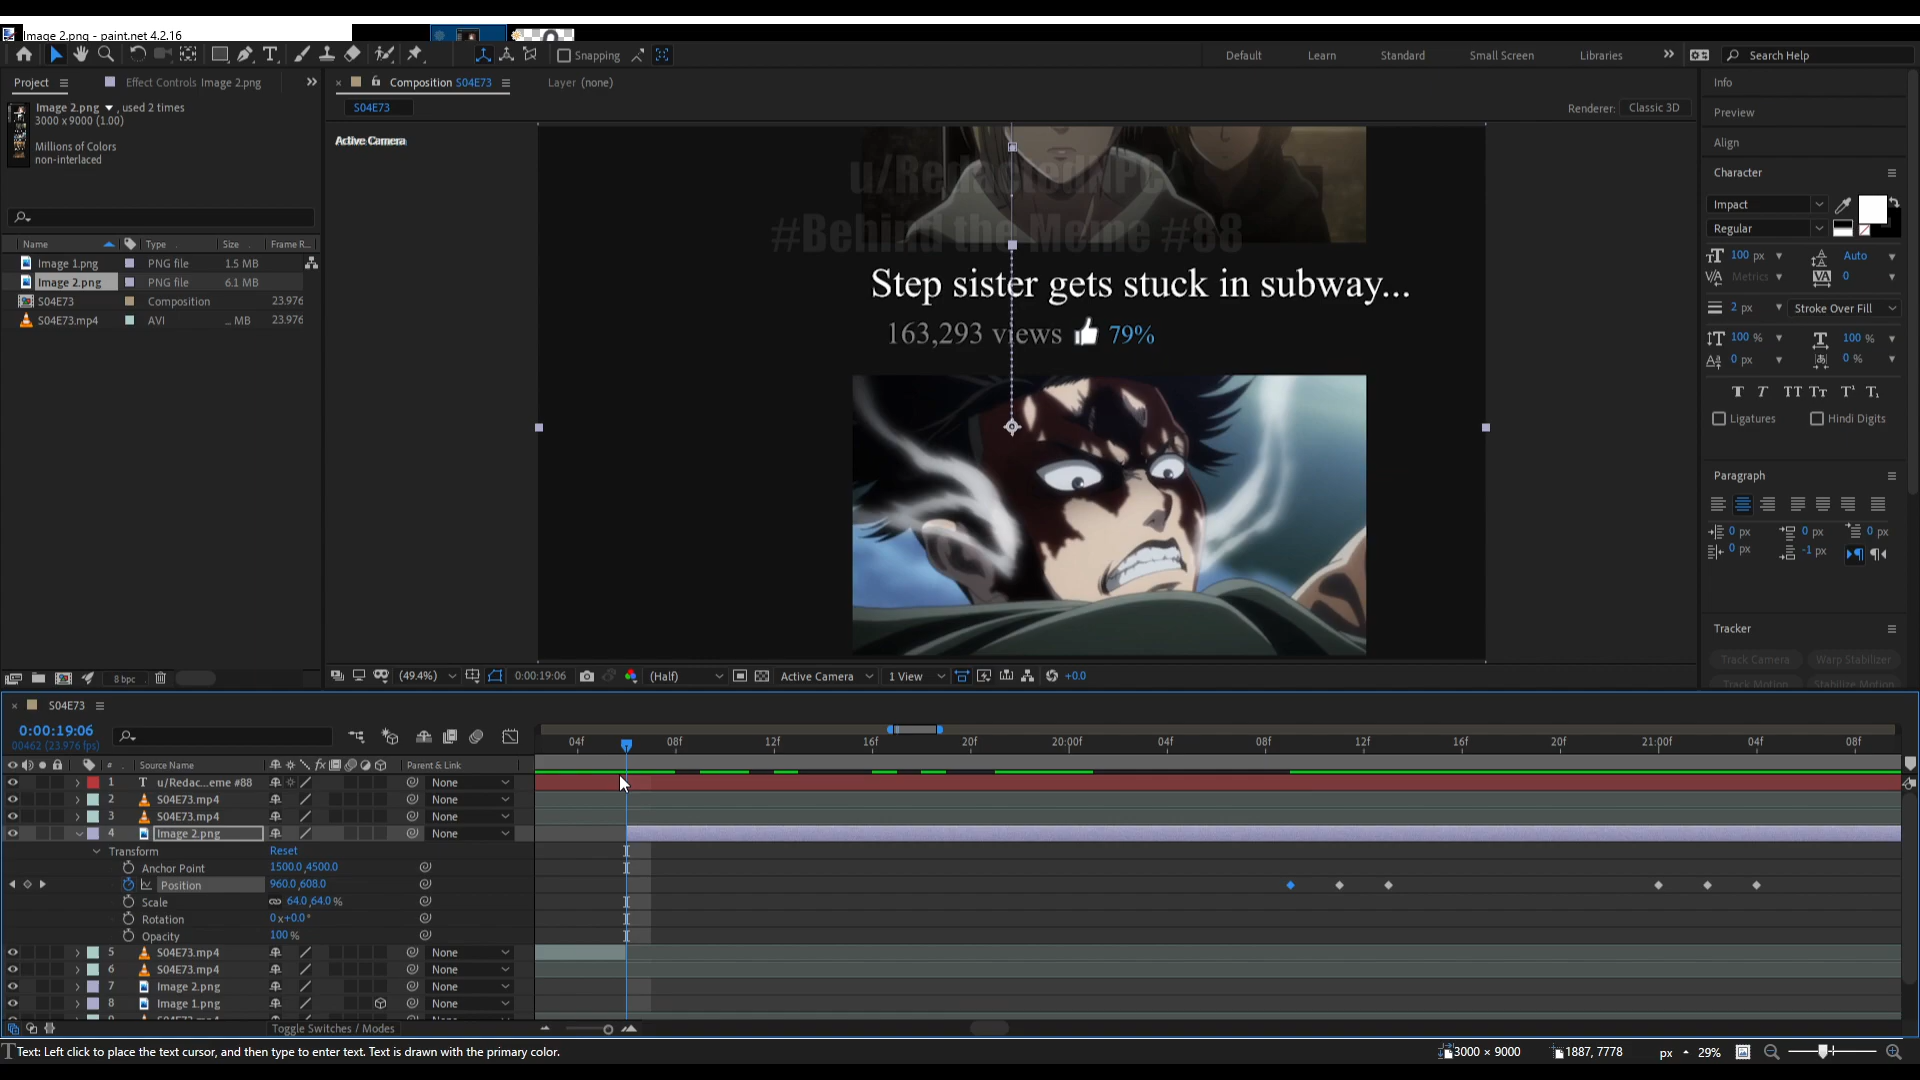 Image 2.png - paint.net 4.2.16
Snapping
Default
Learn
Standard
Small Screen
Libraries
Search Help
Project
Effect Controls Image 2.png
Composition S04E73
Layer (none)
Info
S04E73
Renderer:
Classic 3D
Image 2.png
, used 2 times
3000 x 9000 (1.00)
Millions of Colors
non-interlaced
Active Camera
Preview
Align
Character
Impact
Regular
100 px
Auto
Metrics
0
2 px
Stroke Over Fill
100 %
100 %
0 px
0 %
Ligatures
Hindi Digits
Paragraph
0 px
0 px
0 px
0 px
-1 px
Tracker
Track Camera
Warp Stabilizer
Track Motion
Stabilize Motion
Name
Type
Size
Frame R...
Image 1.png
PNG file
1.5 MB
Image 2.png
PNG file
6.1 MB
S04E73
Composition
23.976
S04E73.mp4
AVI
... MB
23.976
u/RedactedNPC
#Behind the Meme #88
Step sister gets stuck in subway...
163,293 views
79%
8 bpc
(49.4%)
0:00:19:06
(Half)
Active Camera
1 View
+0.0
S04E73
0:00:19:06
00462 (23.976 fps)
04f
08f
12f
16f
20f
20:00f
04f
08f
12f
16f
20f
21:00f
04f
08f
#
Source Name
Parent & Link
1
T
u/Redac...eme #88
None
2
S04E73.mp4
None
3
S04E73.mp4
None
4
Image 2.png
None
Transform
Reset
Anchor Point
1500.0,4500.0
Position
960.0,608.0
Scale
64.0,64.0 %
Rotation
0x+0.0°
Opacity
100 %
5
S04E73.mp4
None
6
S04E73.mp4
None
7
Image 2.png
None
8
Image 1.png
None
Toggle Switches / Modes
Text: Left click to place the text cursor, and then type to enter text. Text is drawn with the primary color.
3000 × 9000
1887, 7778
px
29%